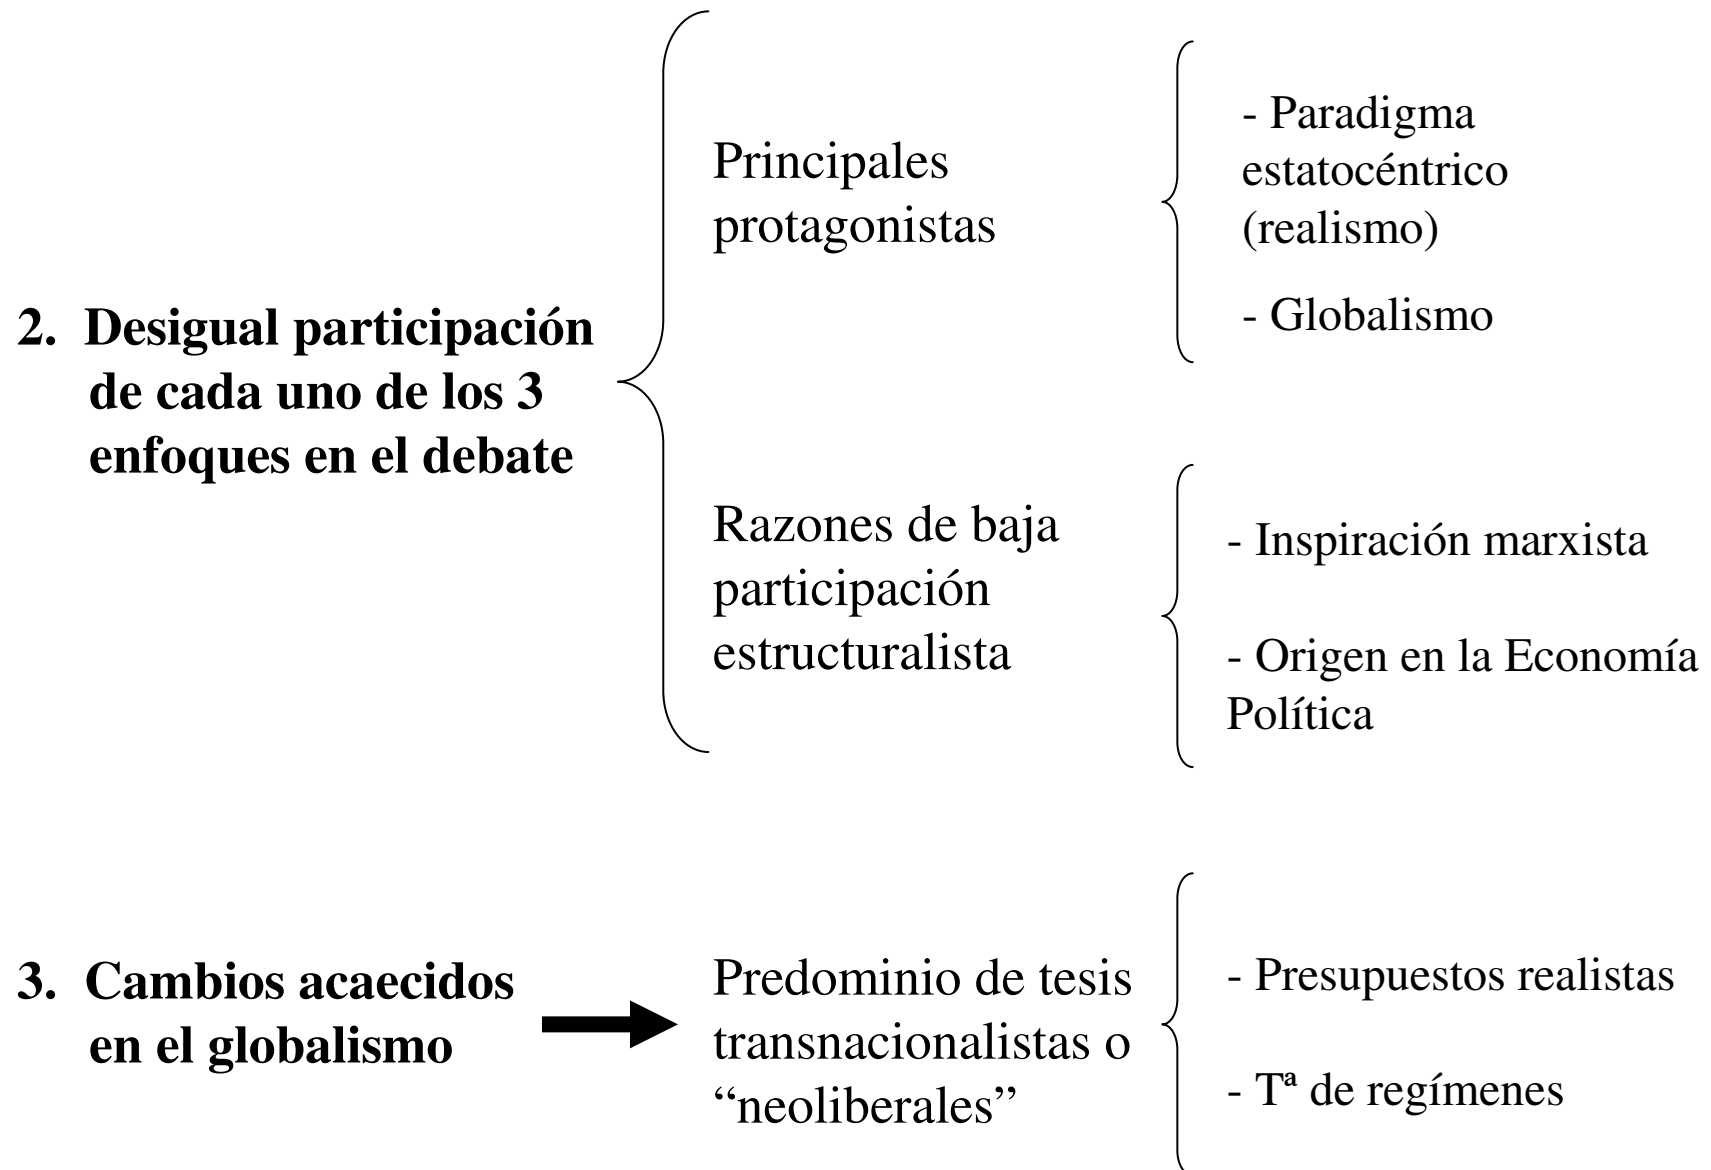 2. Desigual participación
de cada uno de los 3
enfoques en el debate
Principales
protagonistas
- Paradigma
estatocéntrico
(realismo)
- Globalismo
Razones de baja
participación
estructuralista
- Inspiración marxista
- Origen en la Economía
Política
3. Cambios acaecidos
en el globalismo
Predominio de tesis
transnacionalistas o
“neoliberales”
- Presupuestos realistas
- Tª de regímenes